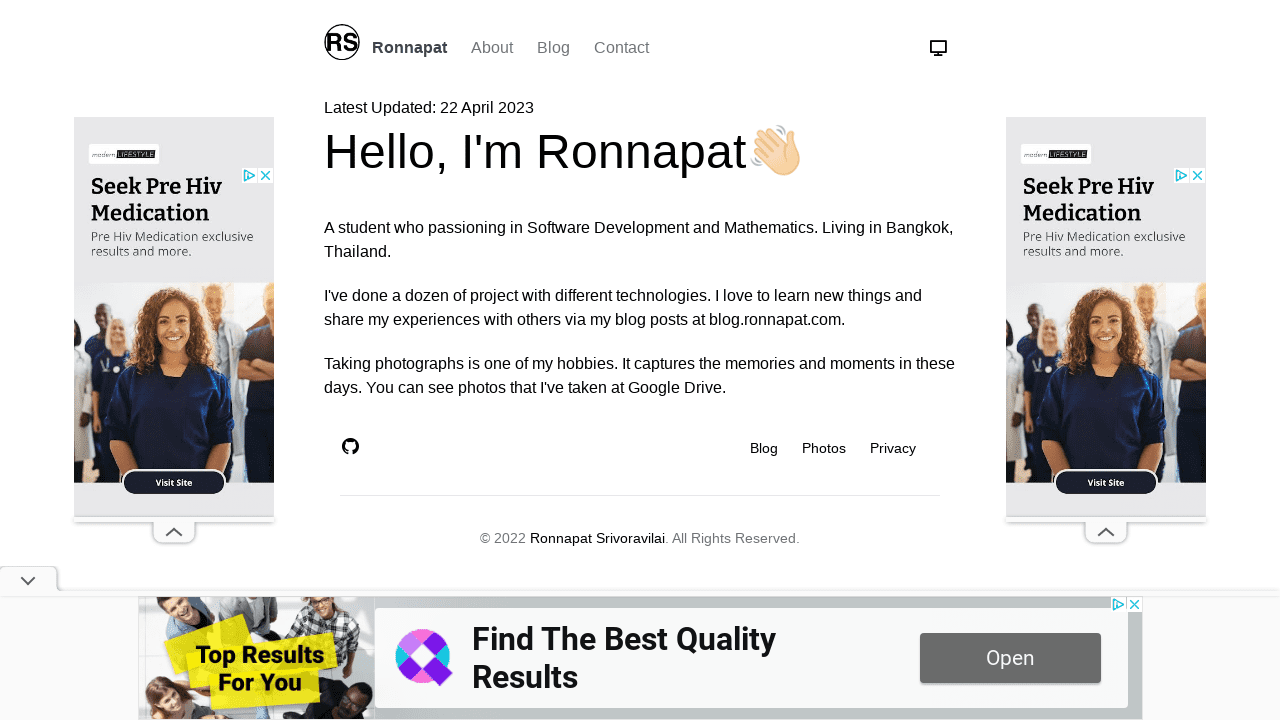 RS
Ronnapat
About
Blog
Contact
Latest Updated: 22 April 2023
Hello, I'm Ronnapat👋🏼
A student who passioning in Software Development and Mathematics. Living in Bangkok,
Thailand.
I've done a dozen of project with different technologies. I love to learn new things and
share my experiences with others via my blog posts at blog.ronnapat.com.
Taking photographs is one of my hobbies. It captures the memories and moments in these
days. You can see photos that I've taken at Google Drive.
Blog
Photos
Privacy
© 2022 Ronnapat Srivoravilai. All Rights Reserved.
modern LIFESTYLE
Seek Pre Hiv
Medication
Pre Hiv Medication exclusive
results and more.
Visit Site
modern LIFESTYLE
Seek Pre Hiv
Medication
Pre Hiv Medication exclusive
results and more.
Visit Site
Top Results
For You
Find The Best Quality
Results
Open